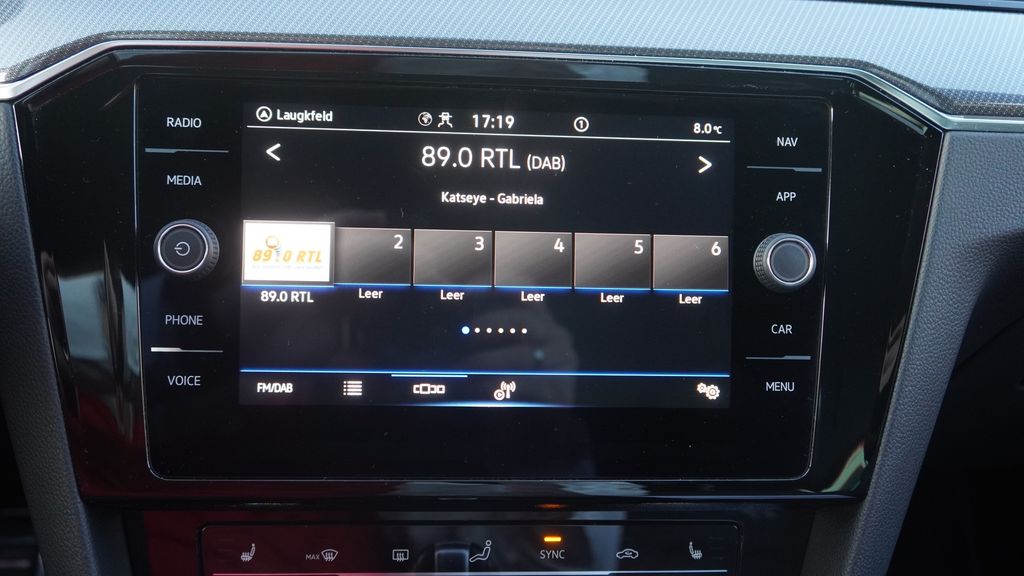 RADIO
MEDIA
PHONE
VOICE
Laugkfeld
17:19
1
8.0°C
89.0 RTL (DAB)
Katseye - Gabriela
89.0 RTL
2
3
4
5
6
89.0 RTL
Leer
Leer
Leer
Leer
Leer
FM/DAB
NAV
APP
CAR
MENU
MAX
SYNC